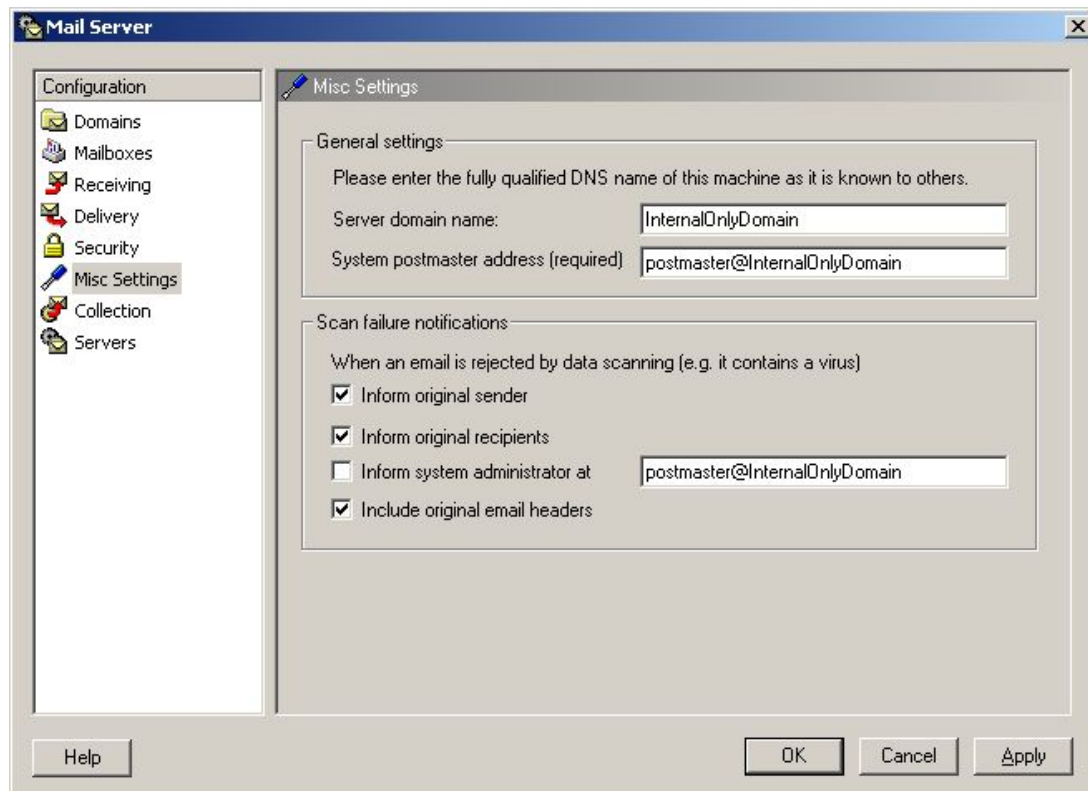 Mail Server
Configuration
Domains
Mailboxes
Receiving
Delivery
Security
Misc Settings
Collection
Servers
Misc Settings
General settings
Please enter the fully qualified DNS name of this machine as it is known to others.
Server domain name: InternalOnlyDomain
System postmaster address (required) postmaster@InternalOnlyDomain
Scan failure notifications
When an email is rejected by data scanning (e.g. it contains a virus)
Inform original sender
Inform original recipients
Inform system administrator at postmaster@InternalOnlyDomain
Include original email headers
Help OK Cancel Apply